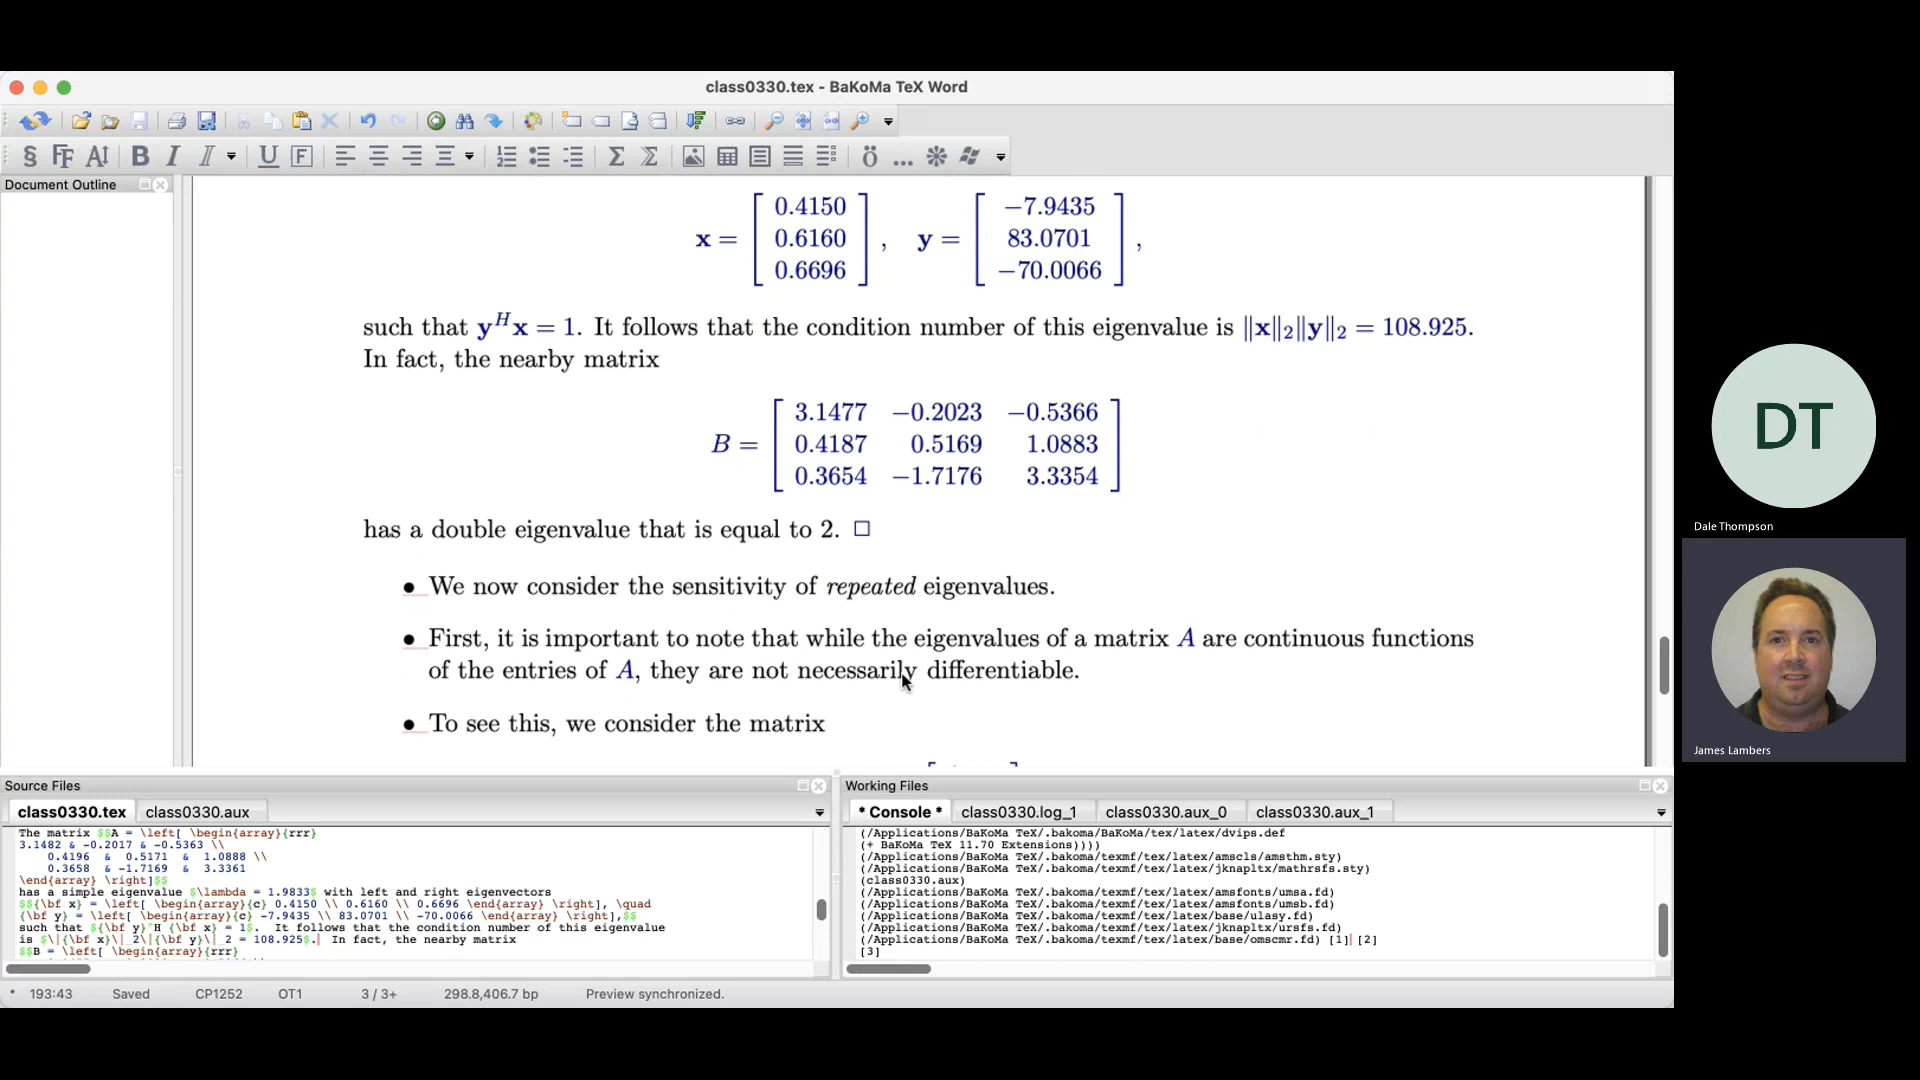 class0330.tex - BaKoMa TeX Word
Document Outline
x = [ 0.4150 0.6160 0.6696 ] , y = [ −7.9435 83.0701 −70.0066 ] ,
such that y^H x = 1. It follows that the condition number of this eigenvalue is ‖x‖₂‖y‖₂ = 108.925.
In fact, the nearby matrix
B = [ 3.1477 −0.2023 −0.5366
0.4187 0.5169 1.0883
0.3654 −1.7176 3.3354 ]
has a double eigenvalue that is equal to 2. □
• We now consider the sensitivity of repeated eigenvalues.
• First, it is important to note that while the eigenvalues of a matrix A are continuous functions
of the entries of A, they are not necessarily differentiable.
• To see this, we consider the matrix
Source Files
class0330.tex class0330.aux
The matrix $$A = \left[ \begin{array}{rrr}
3.1482 & -0.2017 & -0.5363 \\
0.4196 & 0.5171 & 1.0888 \\
0.3658 & -1.7169 & 3.3361
\end{array} \right]$$
has a simple eigenvalue $\lambda = 1.9833$ with left and right eigenvectors
$${\bf x} = \left[ \begin{array}{c} 0.4150 \\ 0.6160 \\ 0.6696 \end{array} \right], \quad
{\bf y} = \left[ \begin{array}{c} -7.9435 \\ 83.0701 \\ -70.0066 \end{array} \right],$$
such that ${\bf y}^H {\bf x} = 1$. It follows that the condition number of this eigenvalue
is $\|{\bf x}\|_2\|{\bf y}\|_2 = 108.925$. In fact, the nearby matrix
$$B = \left[ \begin{array}{rrr}
Working Files
* Console * class0330.log_1 class0330.aux_0 class0330.aux_1
(/Applications/BaKoMa TeX/.bakoma/BaKoMa/tex/latex/dvips.def
(+ BaKoMa TeX 11.70 Extensions))))
(/Applications/BaKoMa TeX/.bakoma/texmf/tex/latex/amscls/amsthm.sty)
(/Applications/BaKoMa TeX/.bakoma/texmf/tex/latex/jknapltx/mathrsfs.sty)
(class0330.aux)
(/Applications/BaKoMa TeX/.bakoma/texmf/tex/latex/amsfonts/umsa.fd)
(/Applications/BaKoMa TeX/.bakoma/texmf/tex/latex/amsfonts/umsb.fd)
(/Applications/BaKoMa TeX/.bakoma/texmf/tex/latex/base/ulasy.fd)
(/Applications/BaKoMa TeX/.bakoma/texmf/tex/latex/jknapltx/ursfs.fd)
(/Applications/BaKoMa TeX/.bakoma/texmf/tex/latex/base/omscmr.fd) [1] [2]
[3]
* 193:43 Saved CP1252 OT1 3 / 3+ 298.8,406.7 bp Preview synchronized.
DT
Dale Thompson
James Lambers